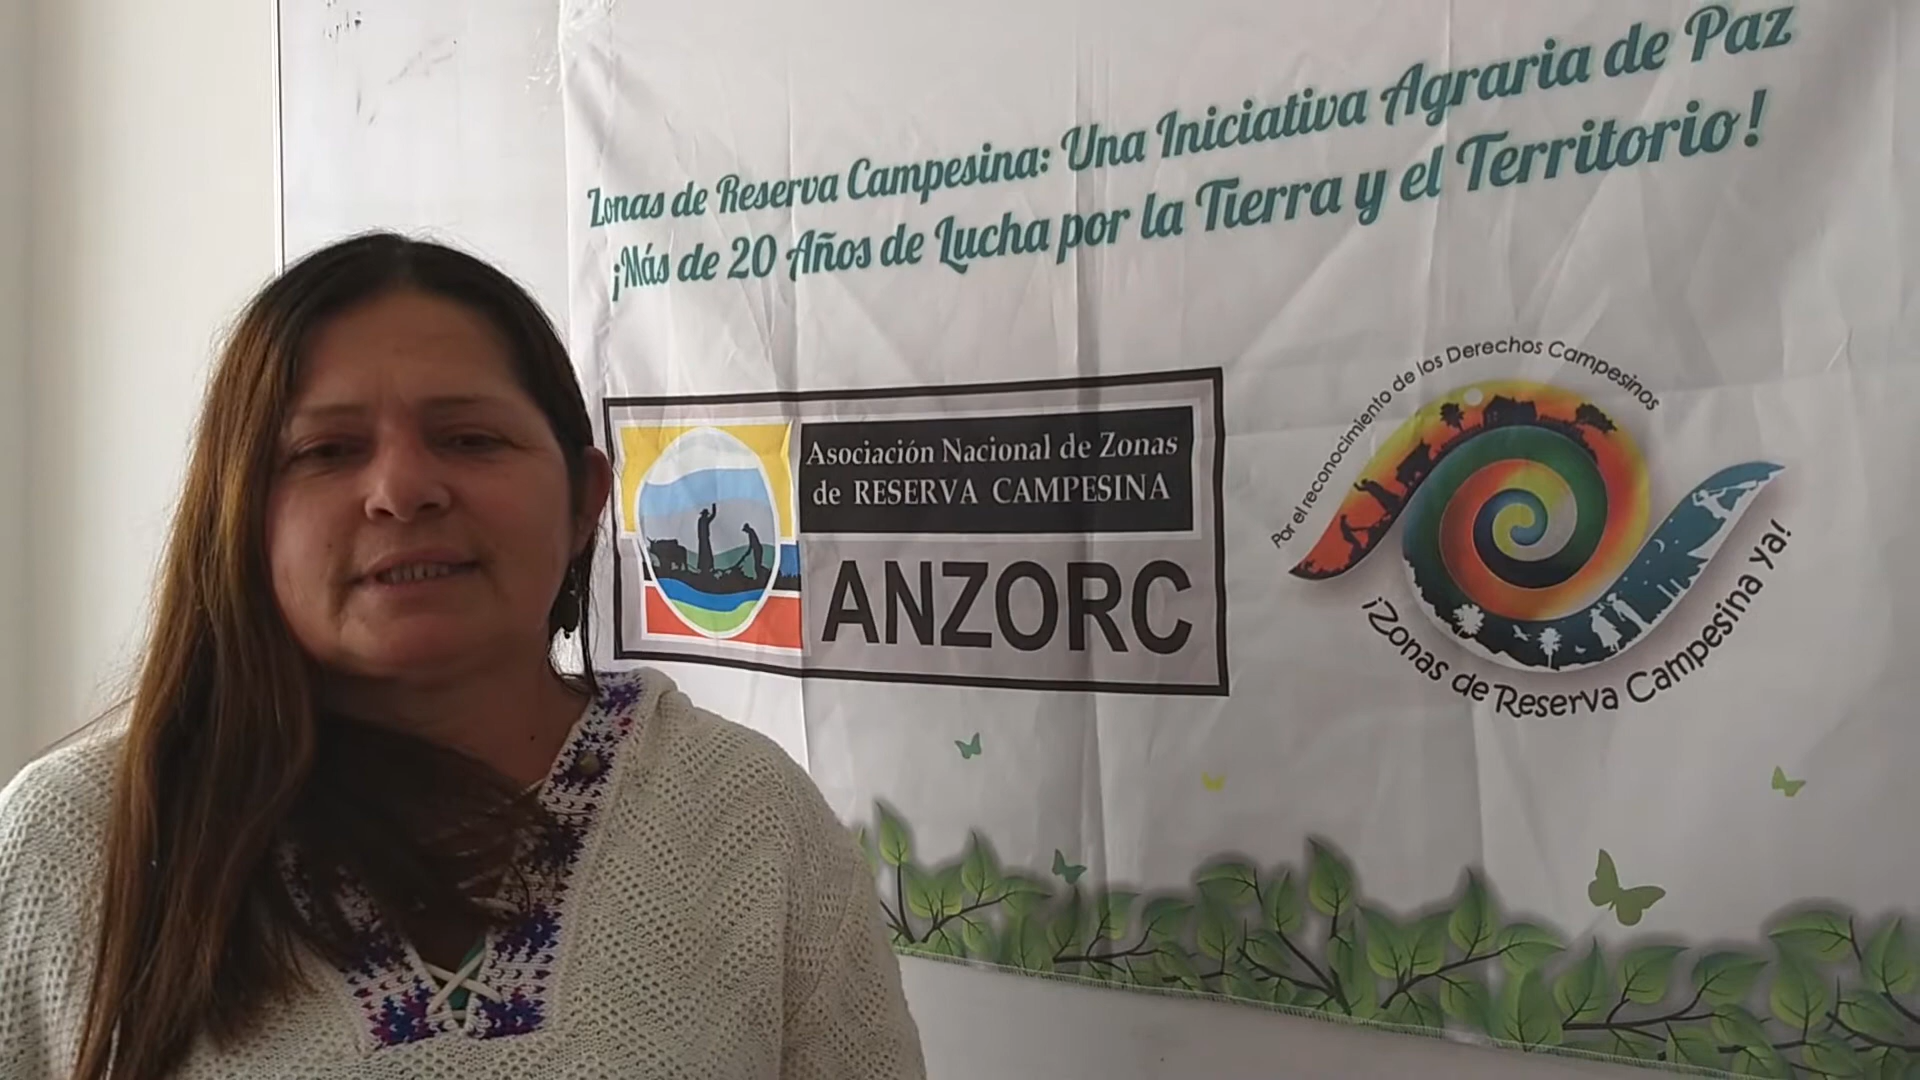 Zonas de Reserva Campesina: Una Iniciativa Agraria de Paz
¡Más de 20 Años de Lucha por la Tierra y el Territorio!
Asociación Nacional de Zonas
de RESERVA CAMPESINA
ANZORC
Por el reconocimiento de los Derechos Campesinos
¡Zonas de Reserva Campesina ya!